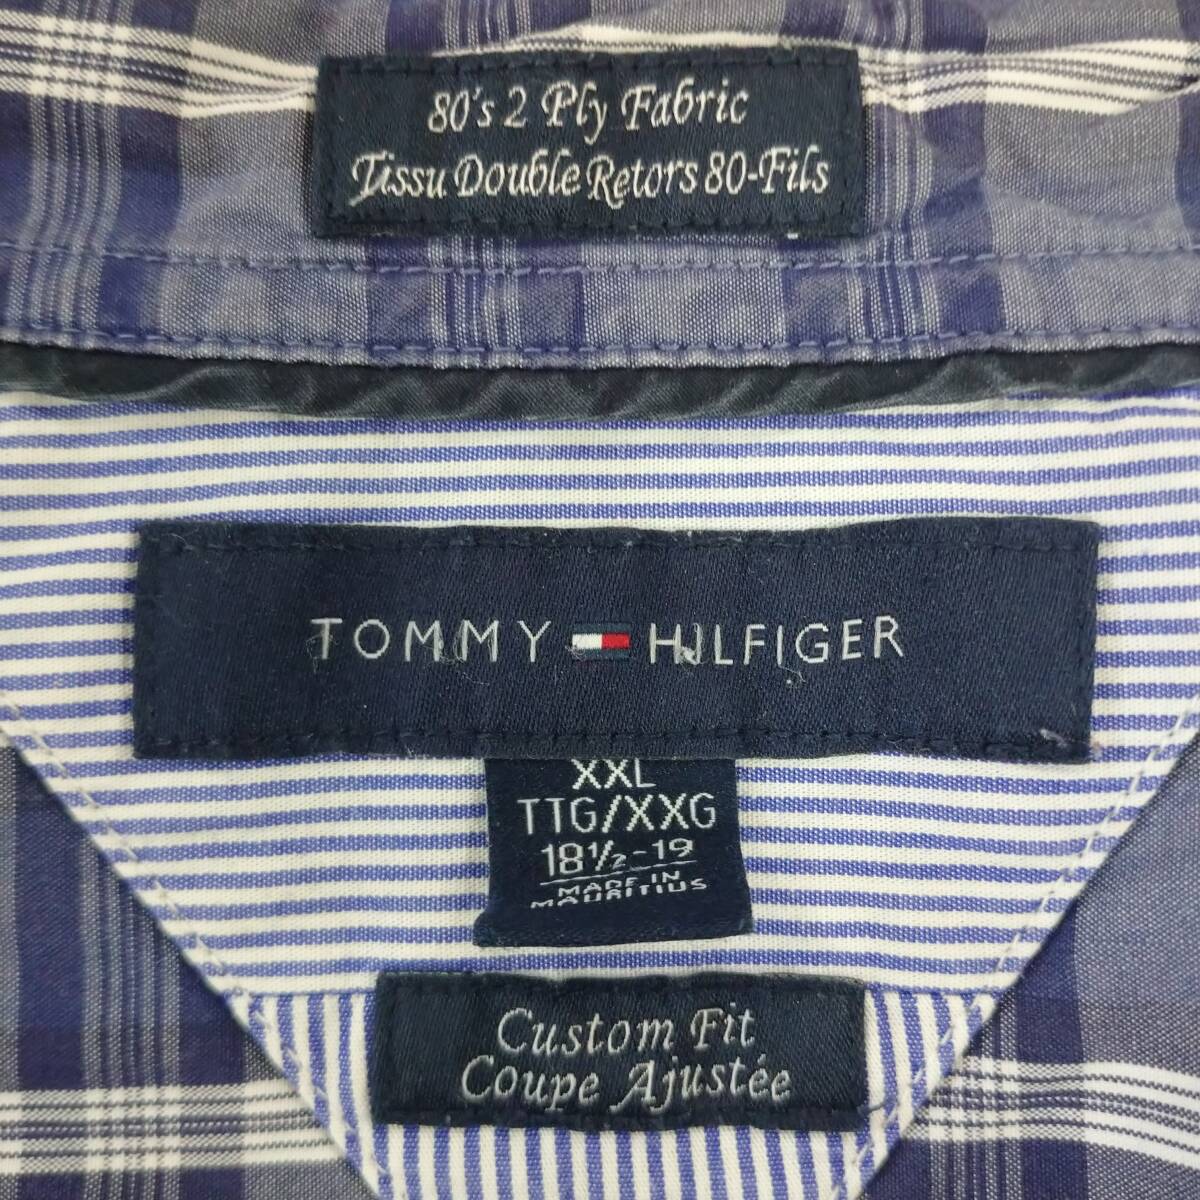 80's 2 Ply Fabric
Tissu Double Retors 80-Fils
TOMMY HILFIGER
XXL
TTG/XXG
18½-19
MADE IN
MAURITIUS
Custom Fit
Coupe Ajustée